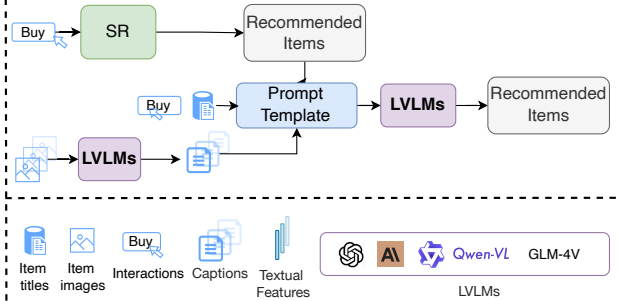 Buy
SR
Recommended
Items
Buy
Prompt
Template
LVLMs
Recommended
Items
LVLMs
Buy
Item
titles
Item
images
Interactions
Captions
Textual
Features
Qwen-VL
GLM-4V
LVLMs